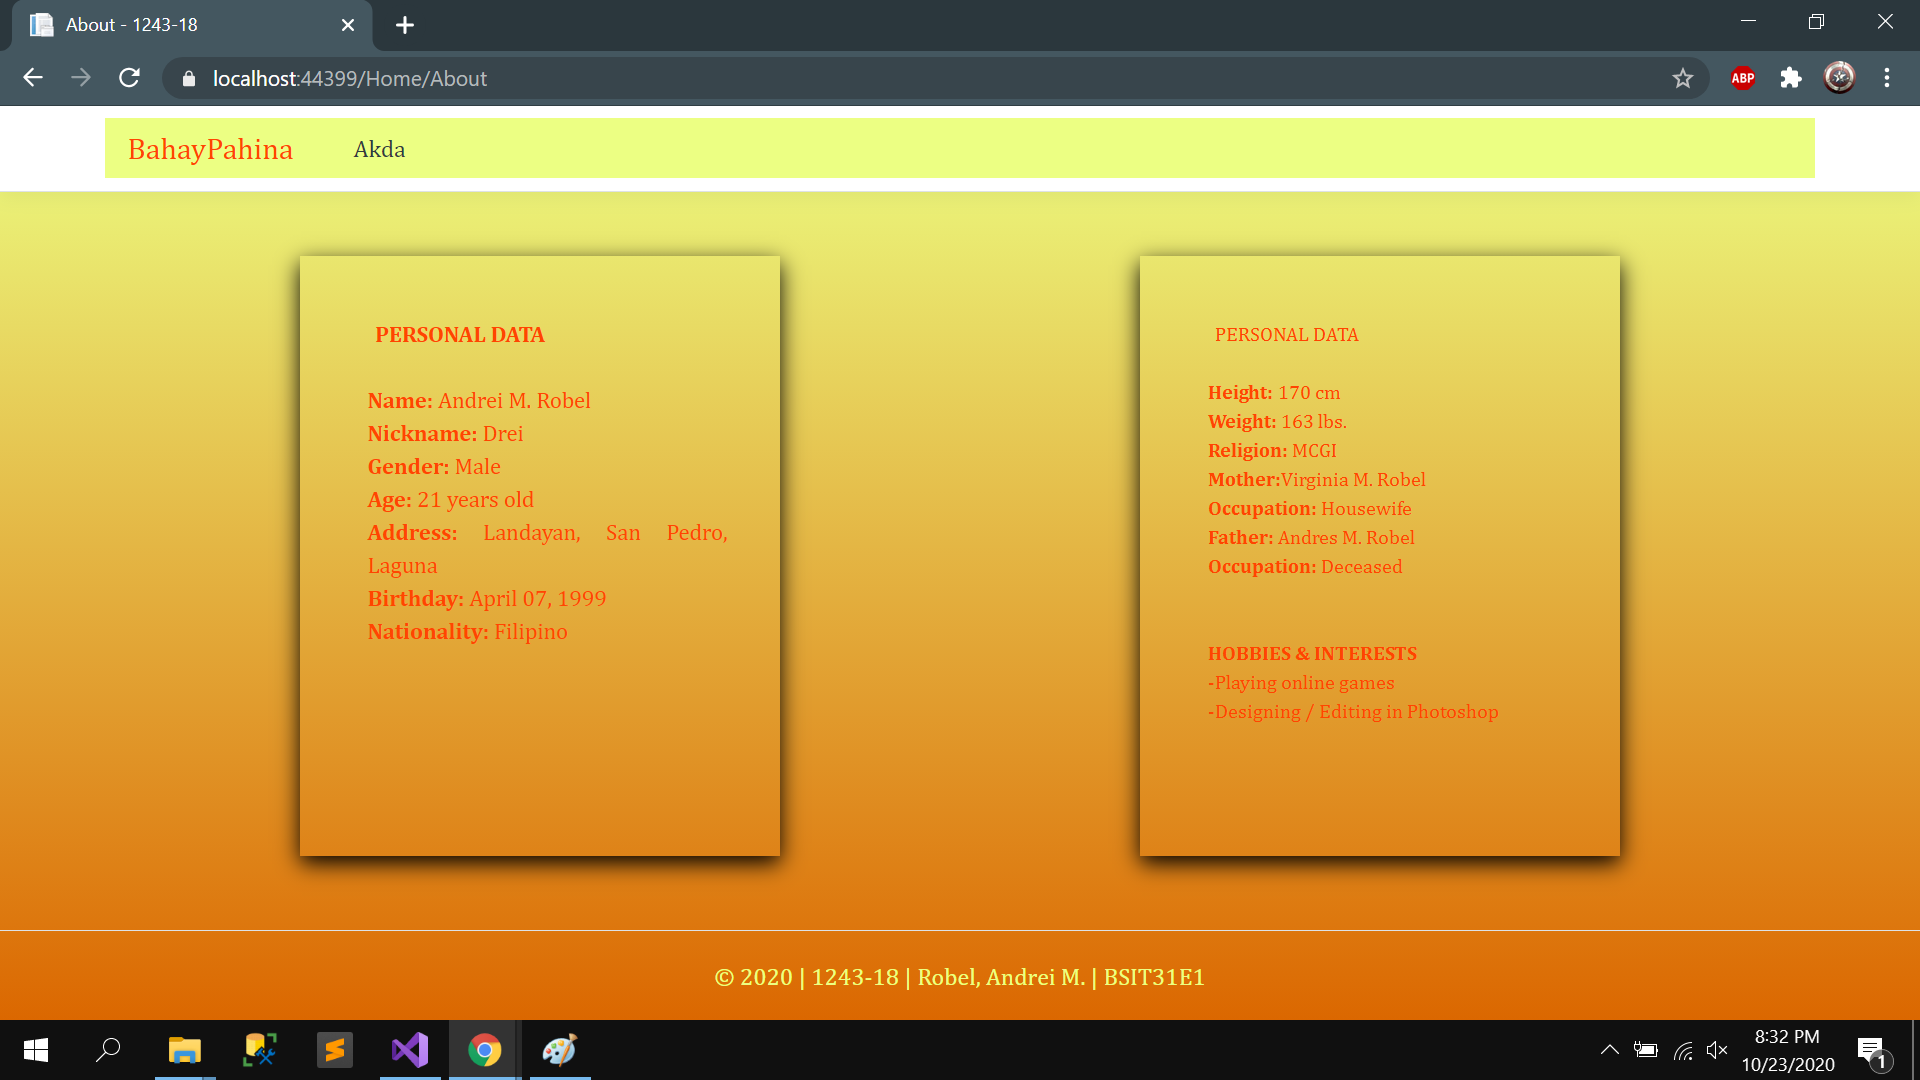 About - 1243-18
localhost:44399/Home/About
ABP
BahayPahina Akda
PERSONAL DATA
Name: Andrei M. Robel
Nickname: Drei
Gender: Male
Age: 21 years old
Address: Landayan, San Pedro,
Laguna
Birthday: April 07, 1999
Nationality: Filipino
PERSONAL DATA
Height: 170 cm
Weight: 163 lbs.
Religion: MCGI
Mother:Virginia M. Robel
Occupation: Housewife
Father: Andres M. Robel
Occupation: Deceased
HOBBIES & INTERESTS
-Playing online games
-Designing / Editing in Photoshop
© 2020 | 1243-18 | Robel, Andrei M. | BSIT31E1
8:32 PM
10/23/2020
1